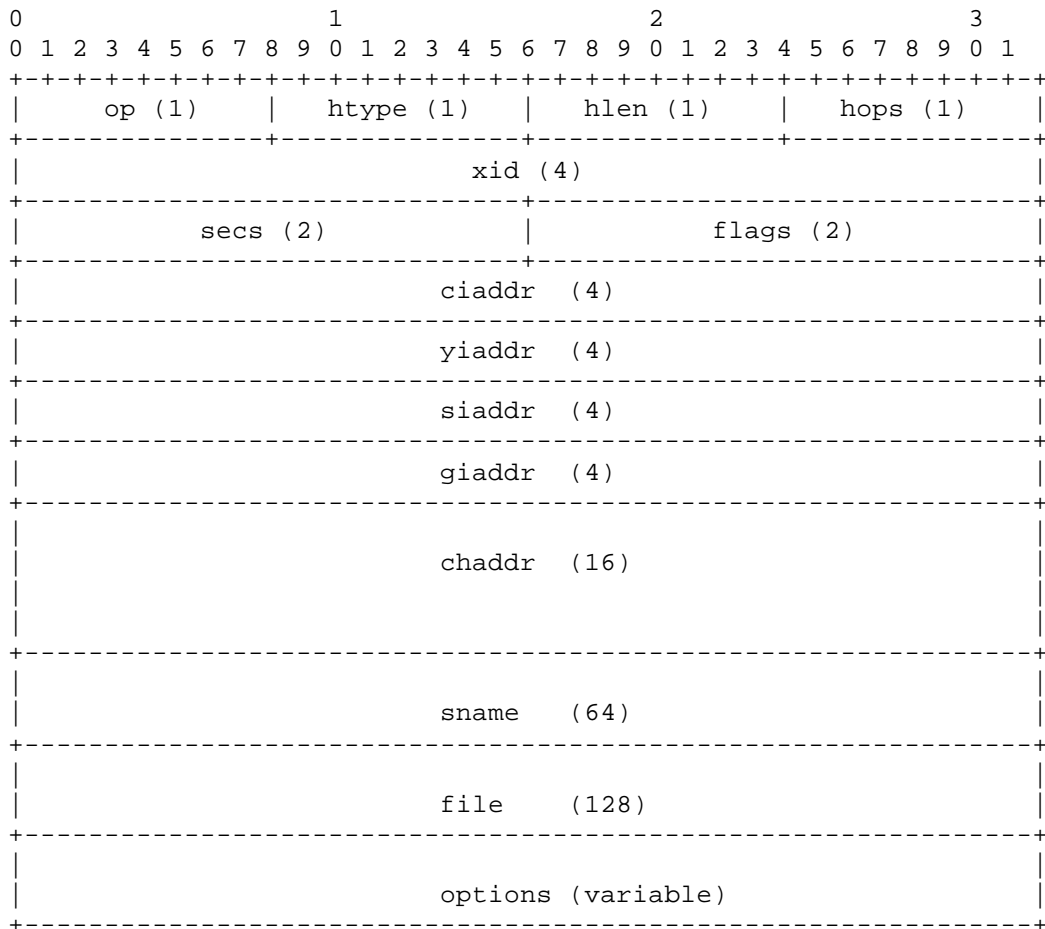 0                   1                   2                   3
0 1 2 3 4 5 6 7 8 9 0 1 2 3 4 5 6 7 8 9 0 1 2 3 4 5 6 7 8 9 0 1
+-+-+-+-+-+-+-+-+-+-+-+-+-+-+-+-+-+-+-+-+-+-+-+-+-+-+-+-+-+-+-+-+
|     op (1)    |   htype (1)   |   hlen (1)    |   hops (1)    |
+---------------+---------------+---------------+---------------+
|                            xid (4)                            |
+-------------------------------+-------------------------------+
|           secs (2)            |           flags (2)           |
+-------------------------------+-------------------------------+
|                          ciaddr  (4)                          |
+---------------------------------------------------------------+
|                          yiaddr  (4)                          |
+---------------------------------------------------------------+
|                          siaddr  (4)                          |
+---------------------------------------------------------------+
|                          giaddr  (4)                          |
+---------------------------------------------------------------+
|                                                               |
|                          chaddr  (16)                         |
|                                                               |
|                                                               |
+---------------------------------------------------------------+
|                                                               |
|                          sname   (64)                         |
+---------------------------------------------------------------+
|                                                               |
|                          file    (128)                        |
+---------------------------------------------------------------+
|                                                               |
|                          options (variable)                   |
+---------------------------------------------------------------+